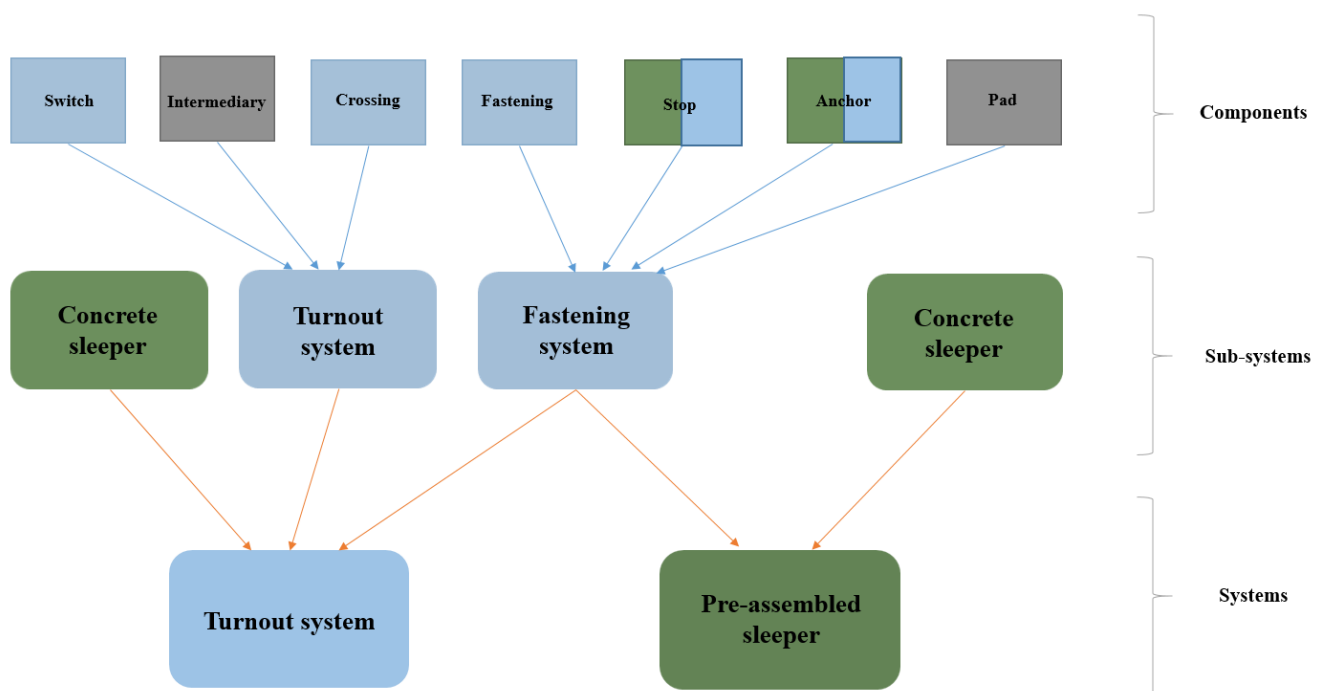 Switch
Intermediary
Crossing
Fastening
Stop
Anchor
Pad
Components
Concrete
sleeper
Turnout
system
Fastening
system
Concrete
sleeper
Sub-systems
Turnout system
Pre-assembled
sleeper
Systems